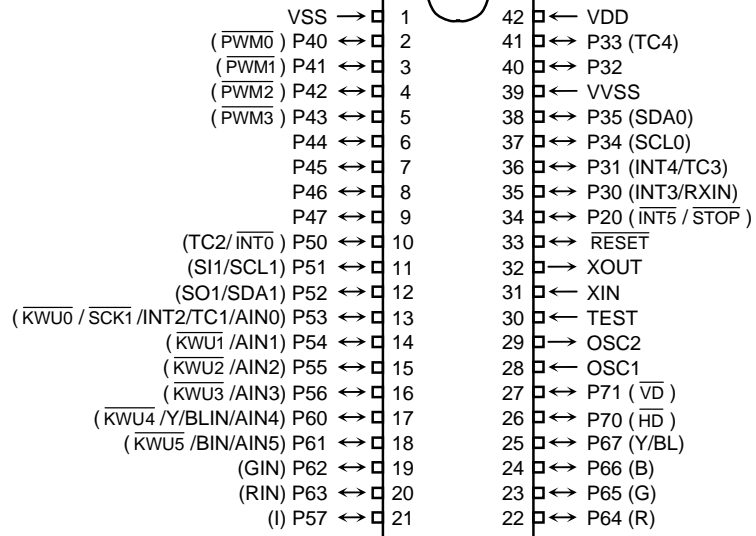 VSS → 1 42 ← VDD
( PWM0 ) P40 ↔ 2 41 ↔ P33 (TC4)
( PWM1 ) P41 ↔ 3 40 ↔ P32
( PWM2 ) P42 ↔ 4 39 ← VVSS
( PWM3 ) P43 ↔ 5 38 ↔ P35 (SDA0)
P44 ↔ 6 37 ↔ P34 (SCL0)
P45 ↔ 7 36 ↔ P31 (INT4/TC3)
P46 ↔ 8 35 ↔ P30 (INT3/RXIN)
P47 ↔ 9 34 ↔ P20 ( INT5 / STOP )
(TC2/ INT0 ) P50 ↔ 10 33 ↔ RESET
(SI1/SCL1) P51 ↔ 11 32 → XOUT
(SO1/SDA1) P52 ↔ 12 31 ← XIN
( KWU0 / SCK1 /INT2/TC1/AIN0) P53 ↔ 13 30 ← TEST
( KWU1 /AIN1) P54 ↔ 14 29 → OSC2
( KWU2 /AIN2) P55 ↔ 15 28 ← OSC1
( KWU3 /AIN3) P56 ↔ 16 27 ↔ P71 ( VD )
( KWU4 /Y/BLIN/AIN4) P60 ↔ 17 26 ↔ P70 ( HD )
( KWU5 /BIN/AIN5) P61 ↔ 18 25 ↔ P67 (Y/BL)
(GIN) P62 ↔ 19 24 ↔ P66 (B)
(RIN) P63 ↔ 20 23 ↔ P65 (G)
(I) P57 ↔ 21 22 ↔ P64 (R)